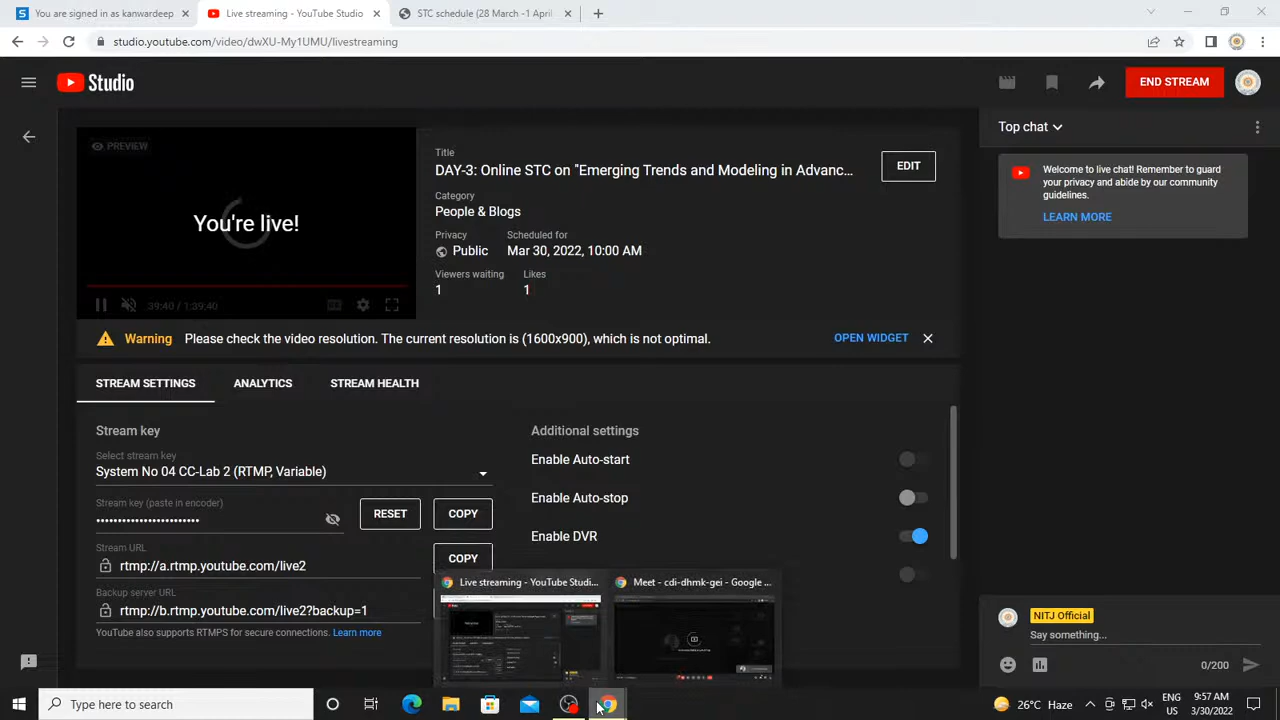 You are signed in as kanwardeep
Live streaming - YouTube Studio
STC schedule (28 March -1 April
studio.youtube.com/video/dwXU-My1UMU/livestreaming
Studio
END STREAM
PREVIEW
You're live!
39:40 / 1:39:40
Title
DAY-3: Online STC on "Emerging Trends and Modeling in Advanc...
EDIT
Category
People & Blogs
Privacy
Scheduled for
Public
Mar 30, 2022, 10:00 AM
Viewers waiting
Likes
1
1
Top chat
Welcome to live chat! Remember to guard
your privacy and abide by our community
guidelines.
LEARN MORE
Warning
Please check the video resolution. The current resolution is (1600x900), which is not optimal.
OPEN WIDGET
STREAM SETTINGS
ANALYTICS
STREAM HEALTH
Stream key
Select stream key
System No 04 CC-Lab 2 (RTMP, Variable)
Stream key (paste in encoder)
••••••••••••••••••••••••
RESET
COPY
Stream URL
rtmp://a.rtmp.youtube.com/live2
COPY
Backup server URL
rtmp://b.rtmp.youtube.com/live2?backup=1
YouTube also supports RTMPS for secure connections. Learn more
Additional settings
Enable Auto-start
Enable Auto-stop
Enable DVR
Live streaming - YouTube Studi...
Meet - cdi-dhmk-gei - Google ...
NITJ Official
Say something...
0/200
Type here to search
26°C Haze
ENG
US
9:57 AM
3/30/2022